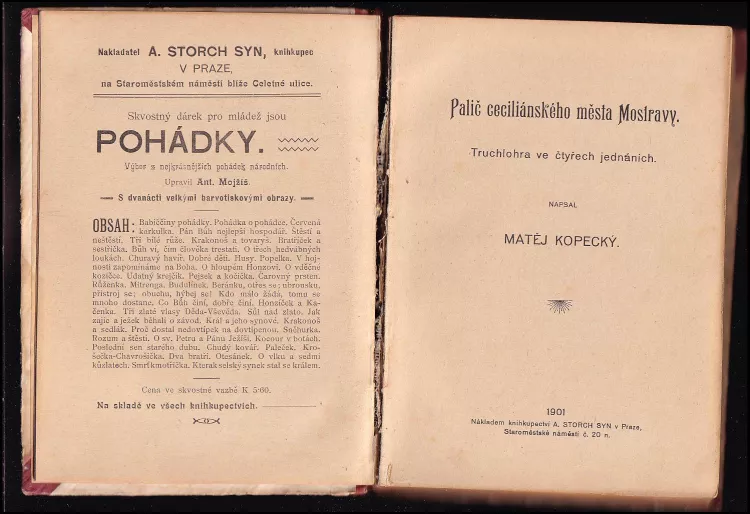 Nakladatel A. STORCH SYN, knihkupec
V PRAZE,
na Staroměstském náměstí blíže Celetné ulice.
Skvostný dárek pro mládež jsou
POHÁDKY.
Výbor z nejkrásnějších pohádek národních.
Upravil Ant. Mojžíš.
S dvanácti velkými barvotiskovými obrazy.
OBSAH: Babiččiny pohádky. Pohádka o pohádce. Červená
karkulka. Pán Bůh nejlepší hospodář. Štěstí a
neštěstí. Tři bílé růže. Krakonoš a tovaryš. Bratříček a
sestřička. Bůh ví, čím člověka trestati. O třech hedvábných
loukách. Churavý havíř. Dobré děti. Husy. Popelka. V hoj-
nosti zapomínáme na Boha. O hloupém Honzovi. O vděčné
kozičce. Udatný krejčík. Pejsek a kočička. Čarovný prsten.
Růženka. Mitrenga. Budulínek. Beránku, otřes se; ubrousku,
přistroj se; obuchu, hýbej se! Kdo málo žádá, tomu se
mnoho dostane. Co Bůh činí, dobře činí. Honzíček a Ka-
čenka. Tři zlaté vlasy Děda-Vševěda. Sůl nad zlato. Jak
zajíc a ježek běhali o závod. Král a jeho synové. Krakonoš
a sedlák. Proč dostal nedovtipek na dovtipenou. Sněhurka.
Rozum a štěstí. O sv. Petru a Pánu Ježíši. Kocour v botách.
Poslední sen starého dubu. Chudý kovář. Paleček. Kro-
šečka-Chavrošička. Dva bratři. Otesánek. O vlku a sedmi
kůzlatech. Smrť kmotřička. Kterak selský synek stal se králem.
Cena ve skvostné vazbě K 5·60.
Na skladě ve všech knihkupectvích.
Palič ceciliánského města Mostravy.
Truchlohra ve čtyřech jednáních.
NAPSAL
MATĚJ KOPECKÝ.
1901
Nákladem knihkupectví A. STORCH SYN v Praze,
Staroměstské náměstí č. 20 n.